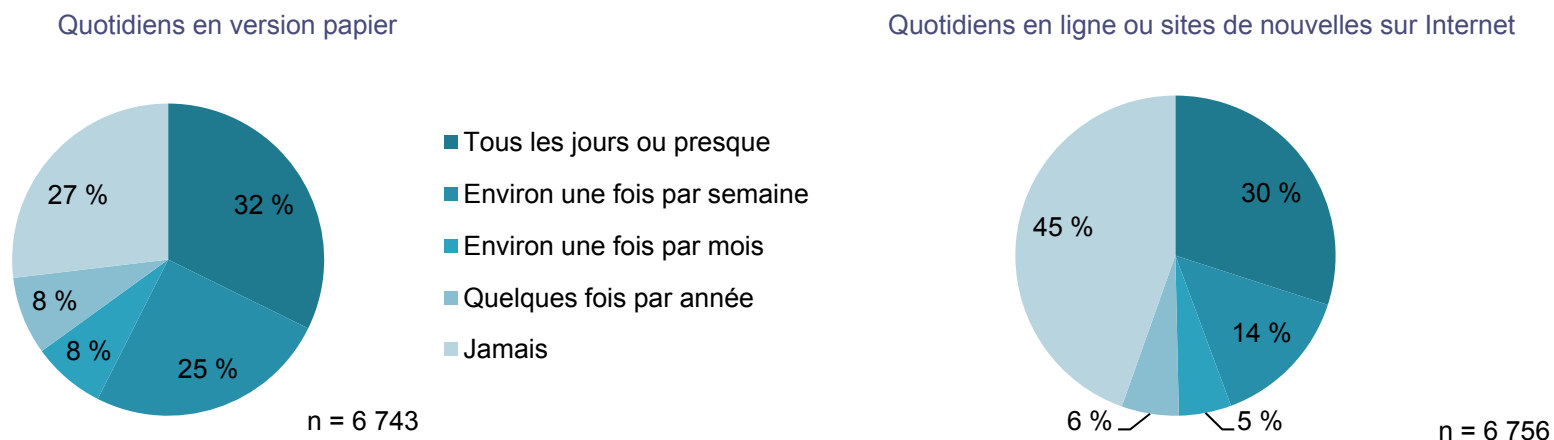 Quotidiens en version papier
27 %
32 %
8 %
8 %
25 %
n = 6 743
Tous les jours ou presque
Environ une fois par semaine
Environ une fois par mois
Quelques fois par année
Jamais
Quotidiens en ligne ou sites de nouvelles sur Internet
30 %
45 %
14 %
6 %
5 %
n = 6 756